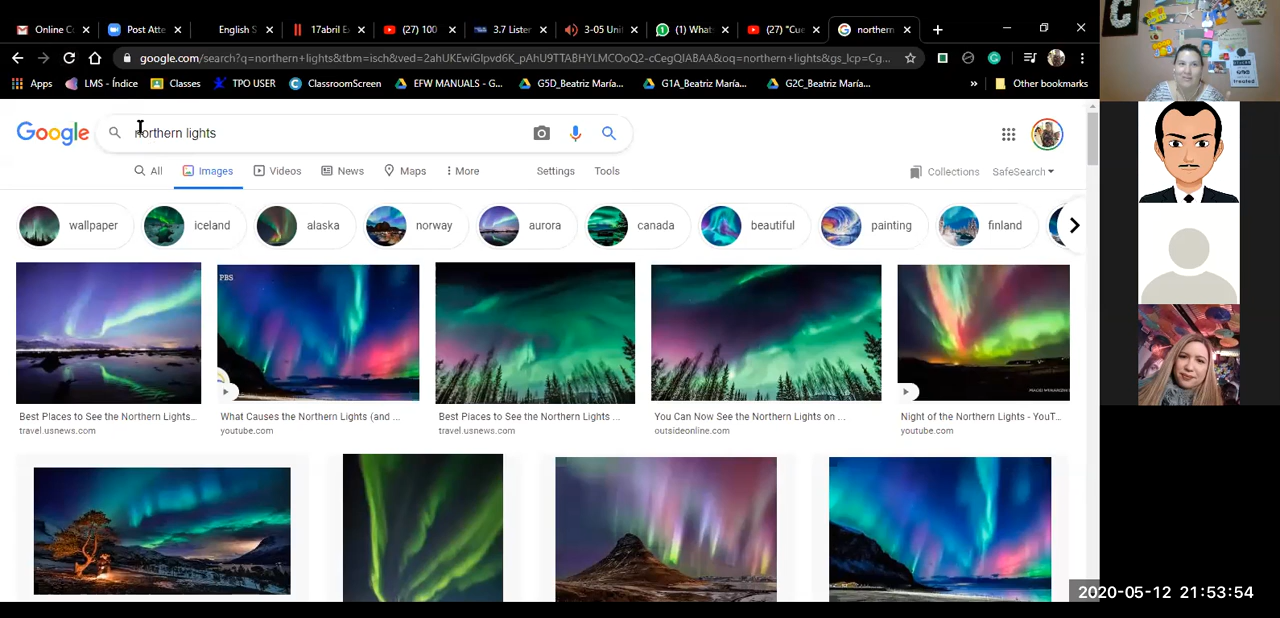 Online C
Post Atte
English S
17abril E
(27) 100
3.7 Lister
3-05 Unit
(1) What
(27) "Cue
northern
google.com/search?q=northern+lights&tbm=isch&ved=2ahUKEwiGlpvd6K_pAhU9TTABHYLMCOoQ2-cCegQIABAA&oq=northern+lights&gs_lcp=Cg...
Apps
LMS - Índice
Classes
TPO USER
ClassroomScreen
EFW MANUALS - G...
G5D_Beatriz María...
G1A_Beatriz María...
G2C_Beatriz María...
»
Other bookmarks
Google
northern lights
All
Images
Videos
News
Maps
More
Settings
Tools
Collections
SafeSearch
wallpaper
iceland
alaska
norway
aurora
canada
beautiful
painting
finland
PBS
Best Places to See the Northern Lights...
travel.usnews.com
What Causes the Northern Lights (and ...
youtube.com
Best Places to See the Northern Lights ...
travel.usnews.com
You Can Now See the Northern Lights on ...
outsideonline.com
Night of the Northern Lights - YouT...
youtube.com
2020-05-12 21:53:54